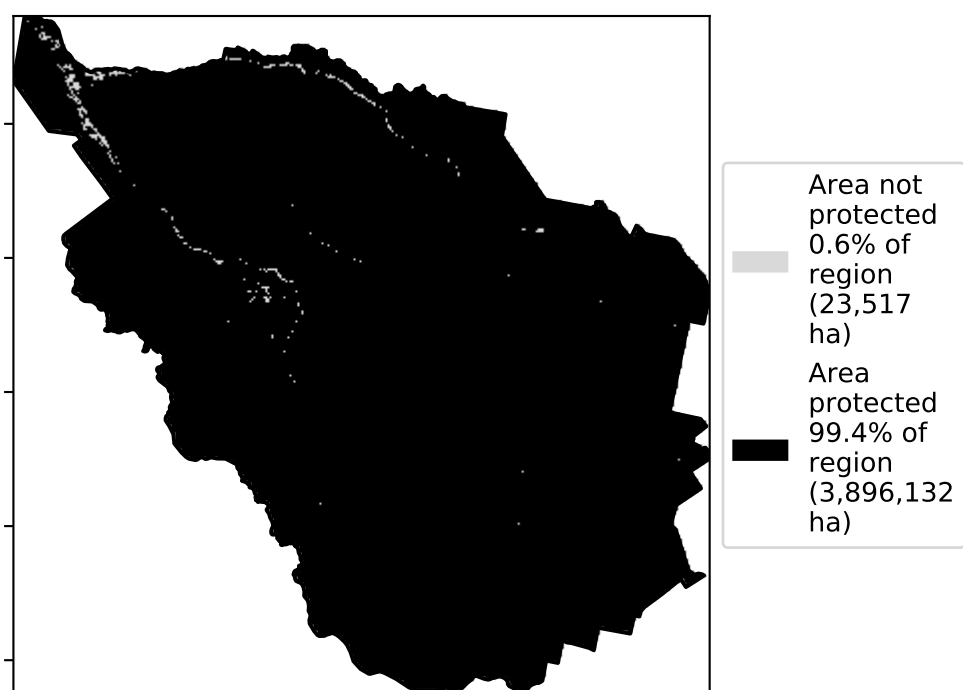 Area not
protected
0.6% of
region
(23,517
ha)
Area
protected
99.4% of
region
(3,896,132
ha)